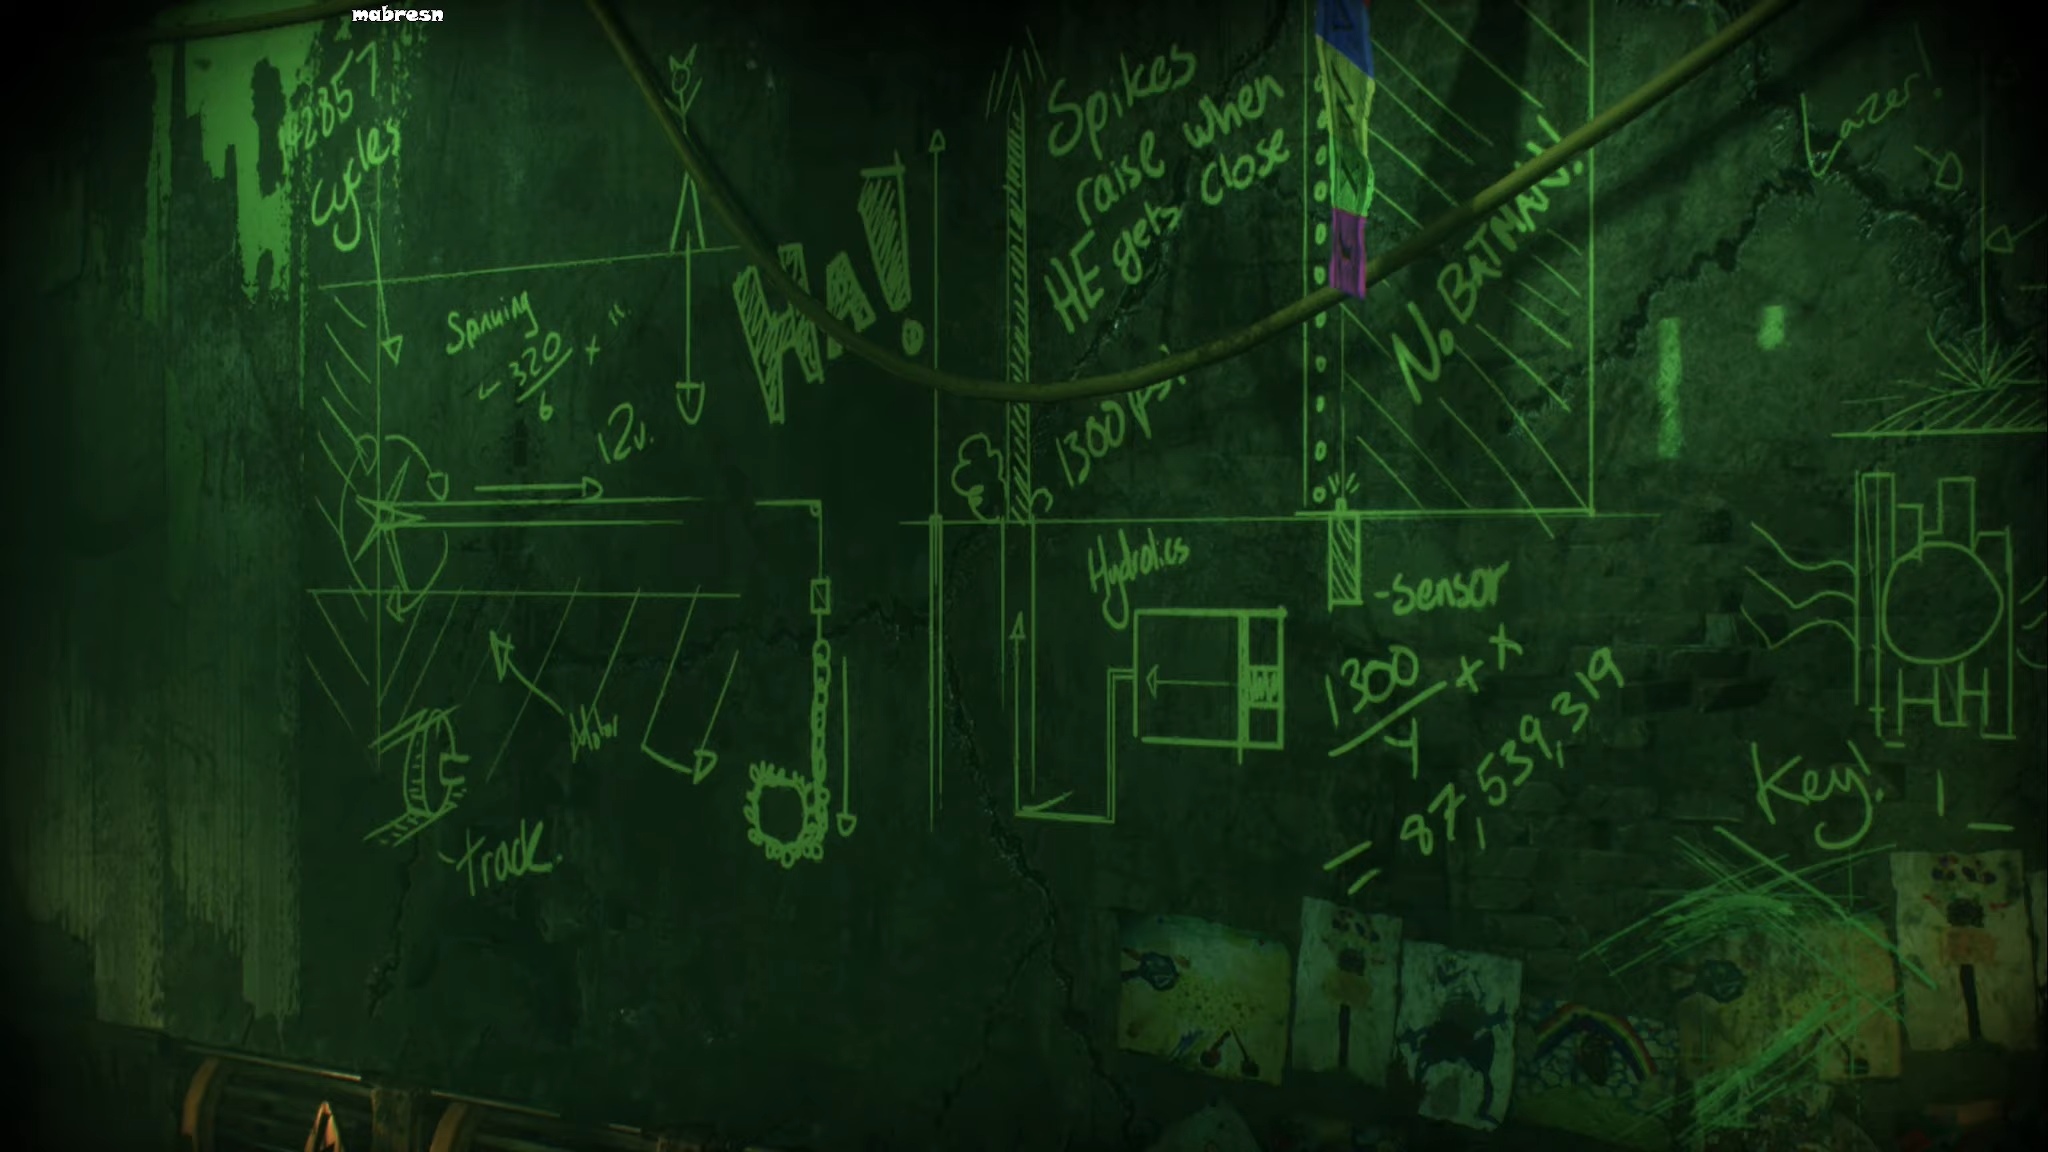 mabresn
142857
cycles
Spinning
320
6
12v.
HA!
Spikes
raise when
HE gets close
1300 psi
No BATMAN!
Lazer!
Hydrolics
-sensor
1300
4
= 87,539,319
Motor
-track.
Key!